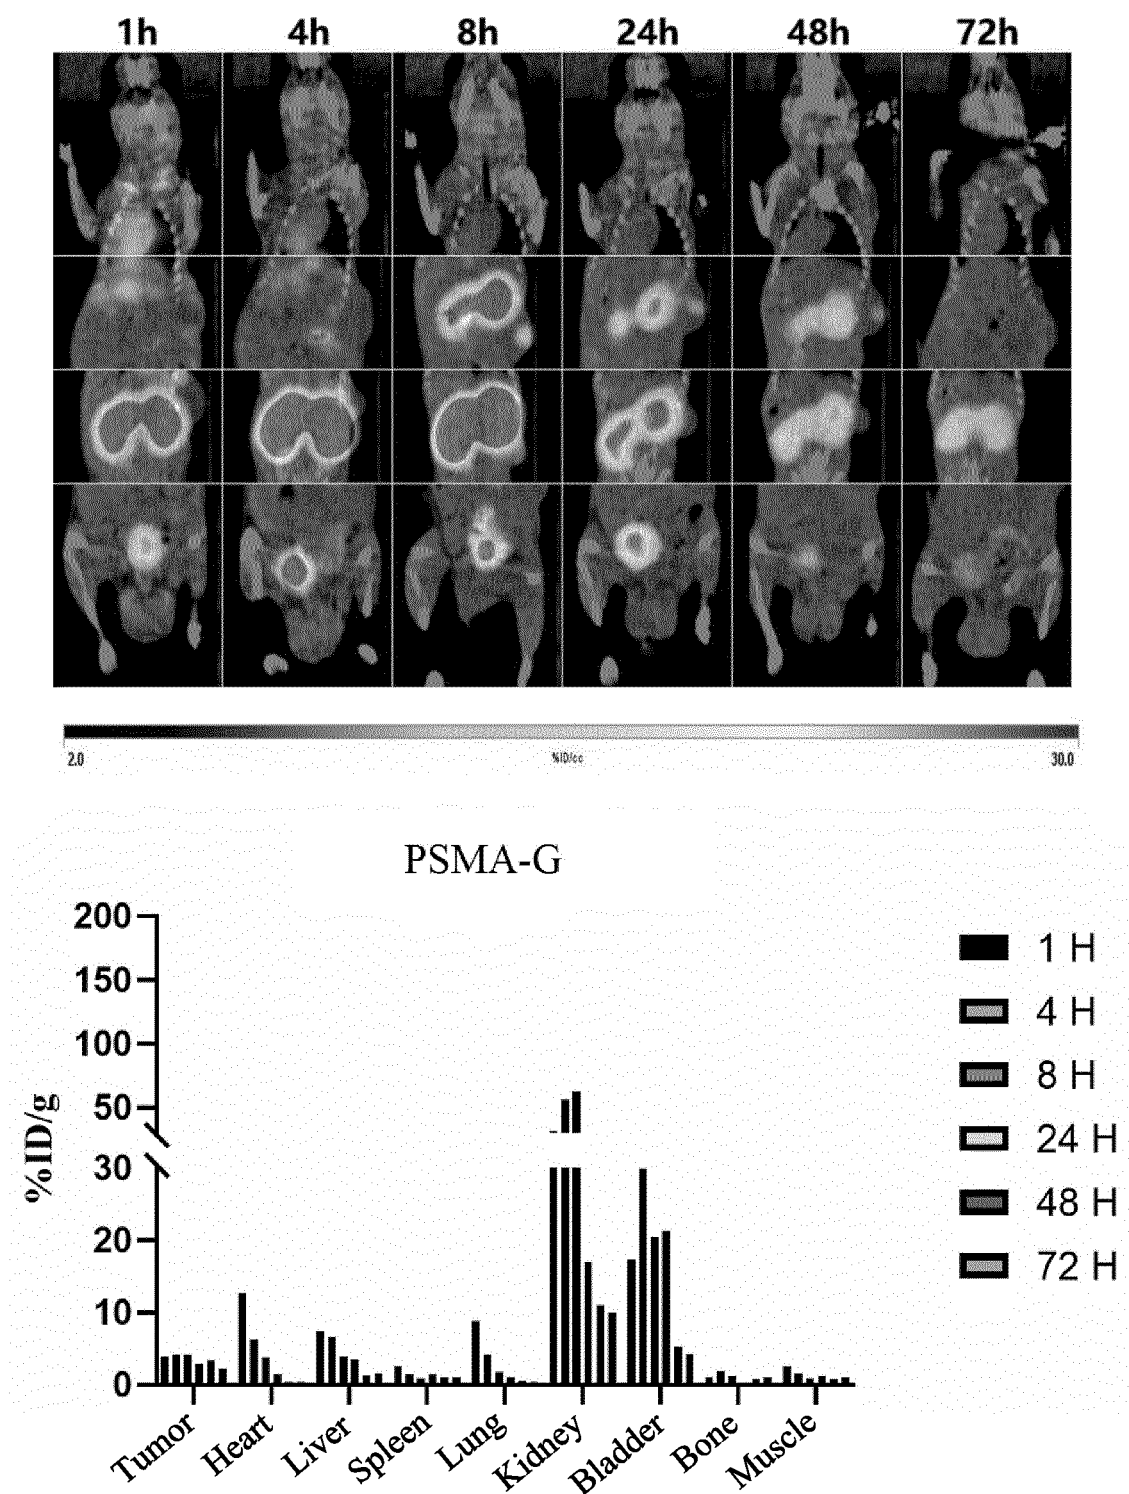 1h 4h 8h 24h 48h 72h
2.0 %ID/cc 30.0
PSMA-G
%ID/g
200
150
100
50
30
20
10
0
Tumor
Heart
Liver
Spleen
Lung
Kidney
Bladder
Bone
Muscle
1 H
4 H
8 H
24 H
48 H
72 H